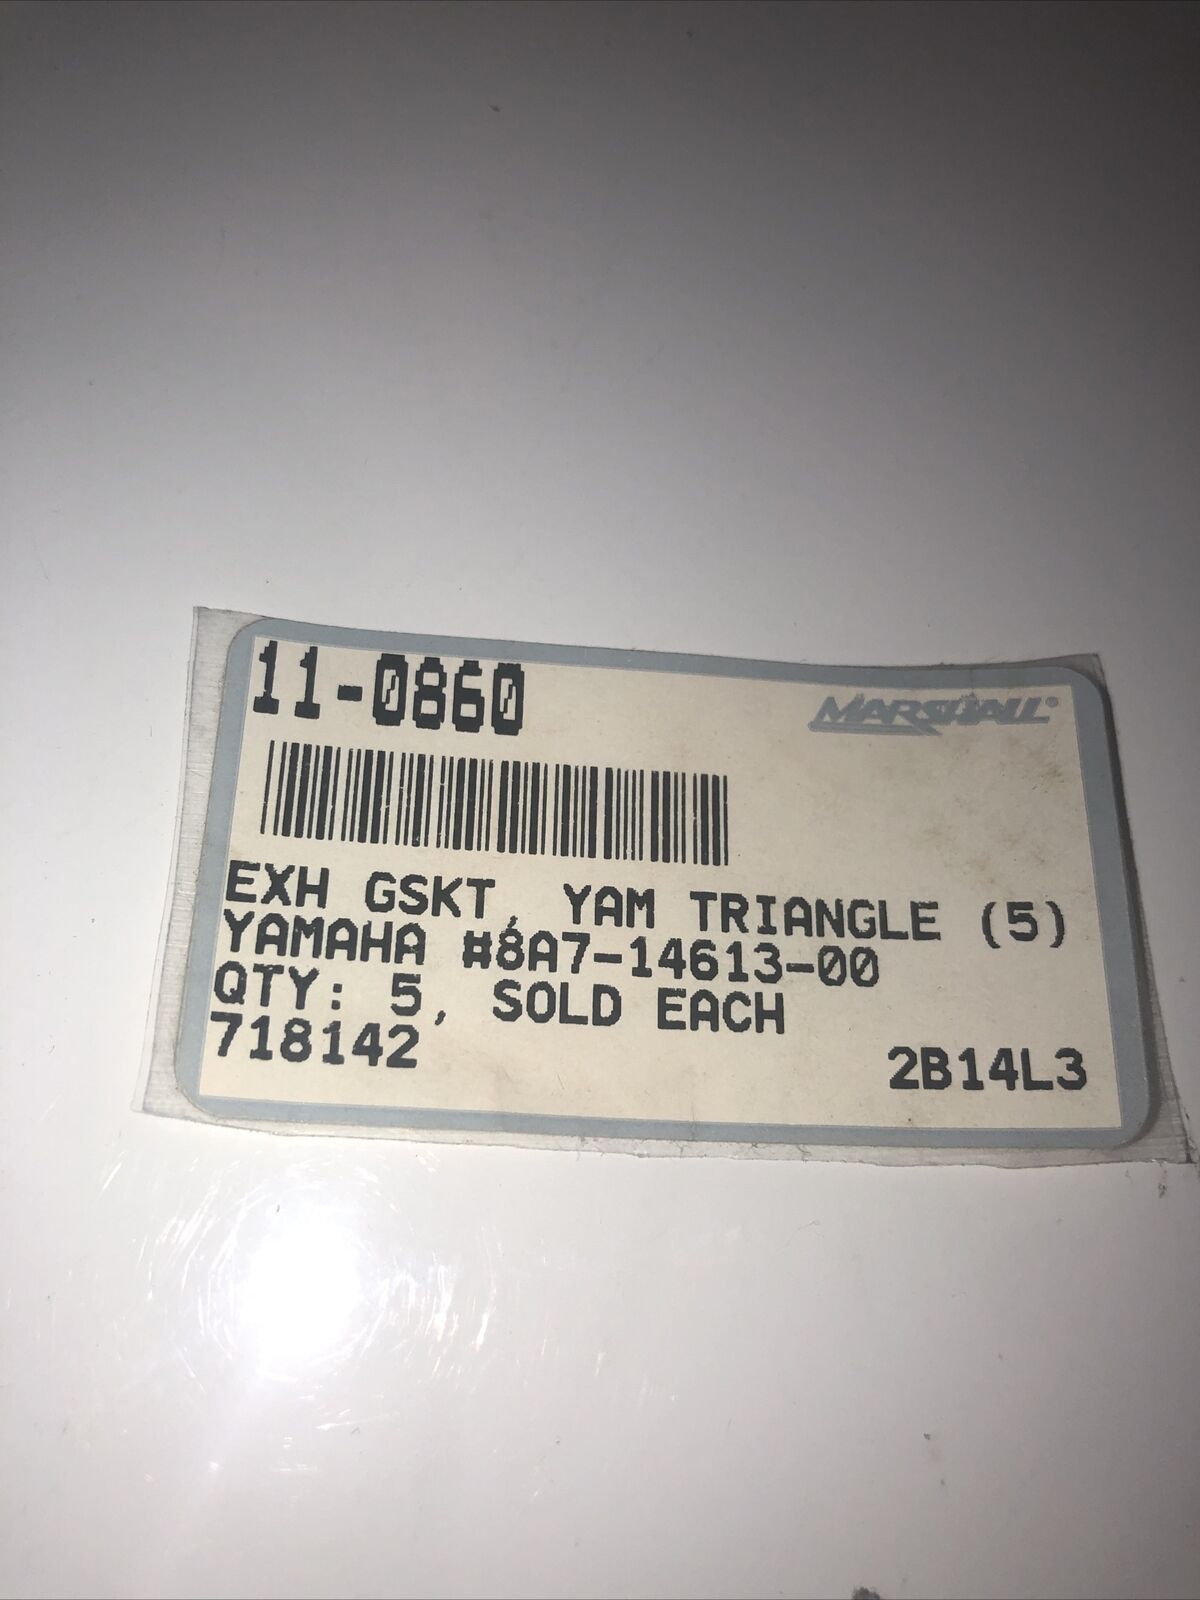 11-0860
MARSHALL®
EXH GSKT, YAM TRIANGLE (5)
YAMAHA #8A7-14613-00
QTY: 5, SOLD EACH
718142
2B14L3